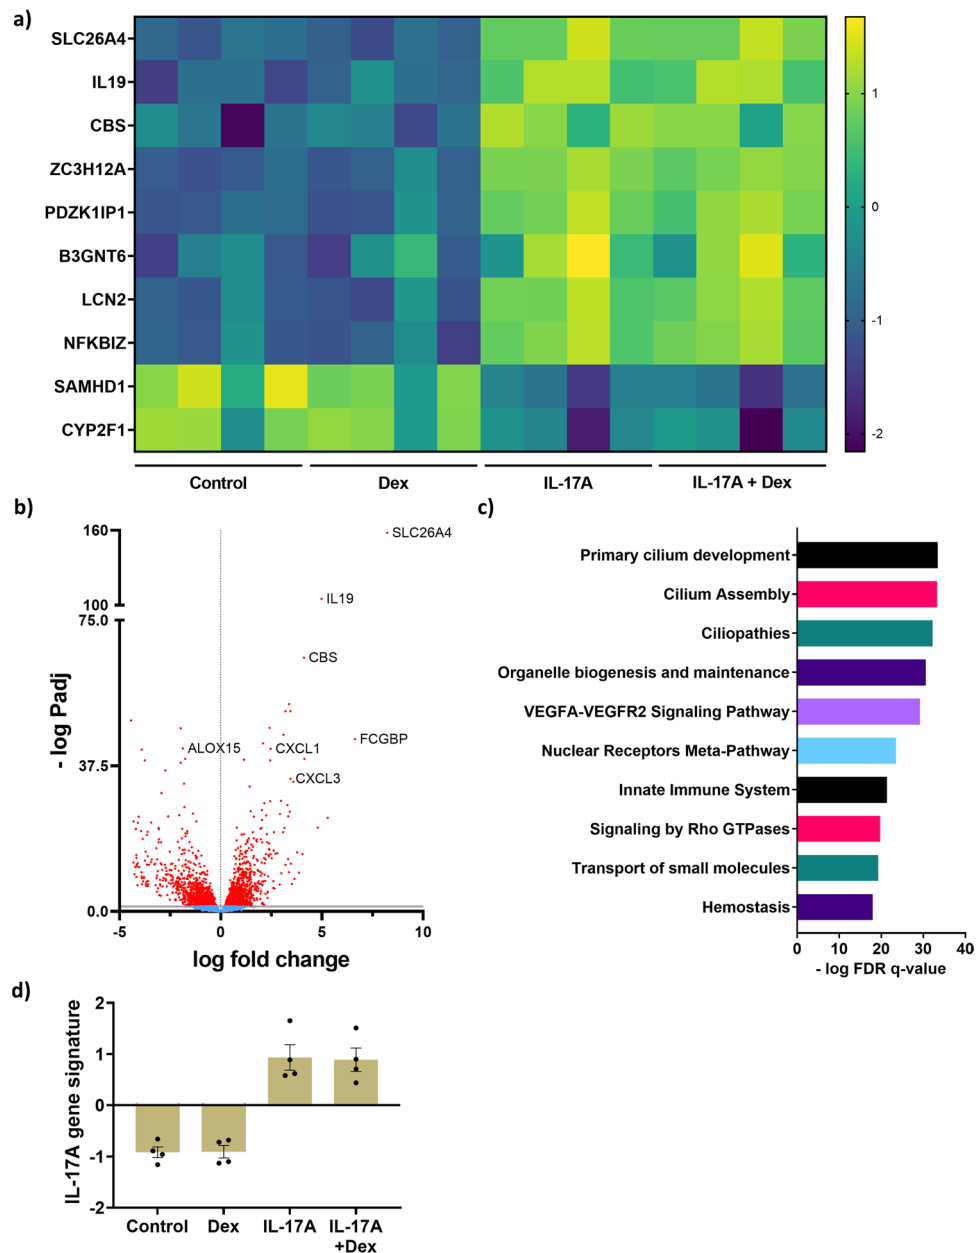 a)
SLC26A4
IL19
CBS
ZC3H12A
PDZK1IP1
B3GNT6
LCN2
NFKBIZ
SAMHD1
CYP2F1
1
0
-1
-2
Control Dex IL-17A IL-17A + Dex
b)
160
100
75.0
37.5
0.0
- log Padj
SLC26A4
IL19
CBS
FCGBP
ALOX15
CXCL1
CXCL3
-5 0 5 10
log fold change
c)
Primary cilium development
Cilium Assembly
Ciliopathies
Organelle biogenesis and maintenance
VEGFA-VEGFR2 Signaling Pathway
Nuclear Receptors Meta-Pathway
Innate Immune System
Signaling by Rho GTPases
Transport of small molecules
Hemostasis
0 10 20 30 40
- log FDR q-value
d)
2
1
0
-1
-2
IL-17A gene signature
Control Dex IL-17A IL-17A
+Dex